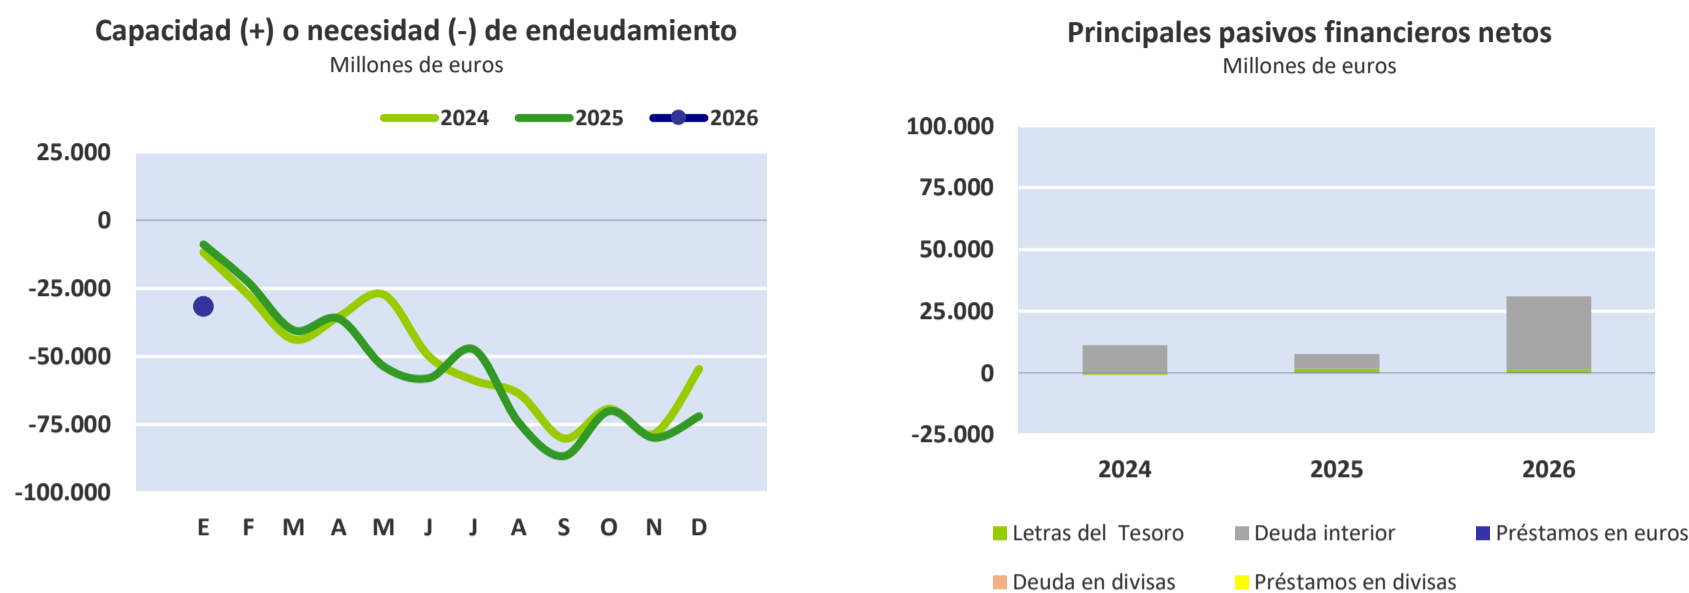 Capacidad (+) o necesidad (-) de endeudamiento
Millones de euros
2024 2025 2026
25.000
0
-25.000
-50.000
-75.000
-100.000
E F M A M J J A S O N D
Principales pasivos financieros netos
Millones de euros
100.000
75.000
50.000
25.000
0
-25.000
2024 2025 2026
Letras del Tesoro Deuda interior Préstamos en euros
Deuda en divisas Préstamos en divisas